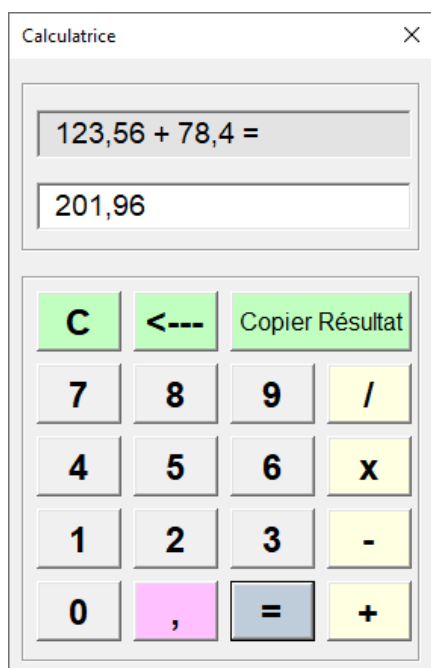 Calculatrice
123,56 + 78,4 =
201,96
C <--- Copier Résultat
7 8 9 /
4 5 6 x
1 2 3 -
0 , = +